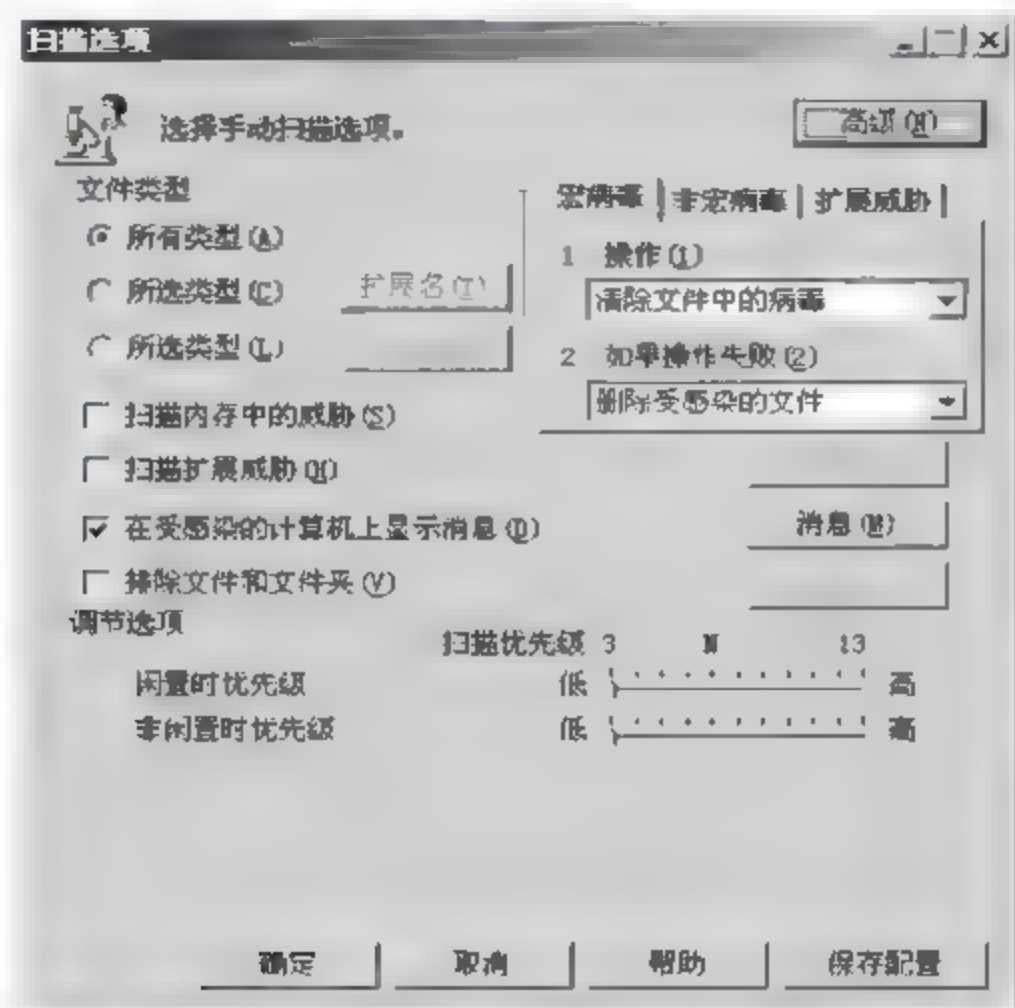 扫描选项
选择手动扫描选项。
高级(H)
文件类型
所有类型(A)
所选类型(C)
扩展名(T)
所选类型(L)
宏病毒 非宏病毒 扩展威胁
1 操作(1)
清除文件中的病毒
2 如果操作失败(2)
删除受感染的文件
扫描内存中的威胁(S)
扫描扩展威胁
在受感染的计算机上显示消息(D)
消息(M)
排除文件和文件夹(V)
调节选项
扫描优先级 3 N 13
闲置时优先级 低 高
非闲置时优先级 低 高
确定 取消 帮助 保存配置